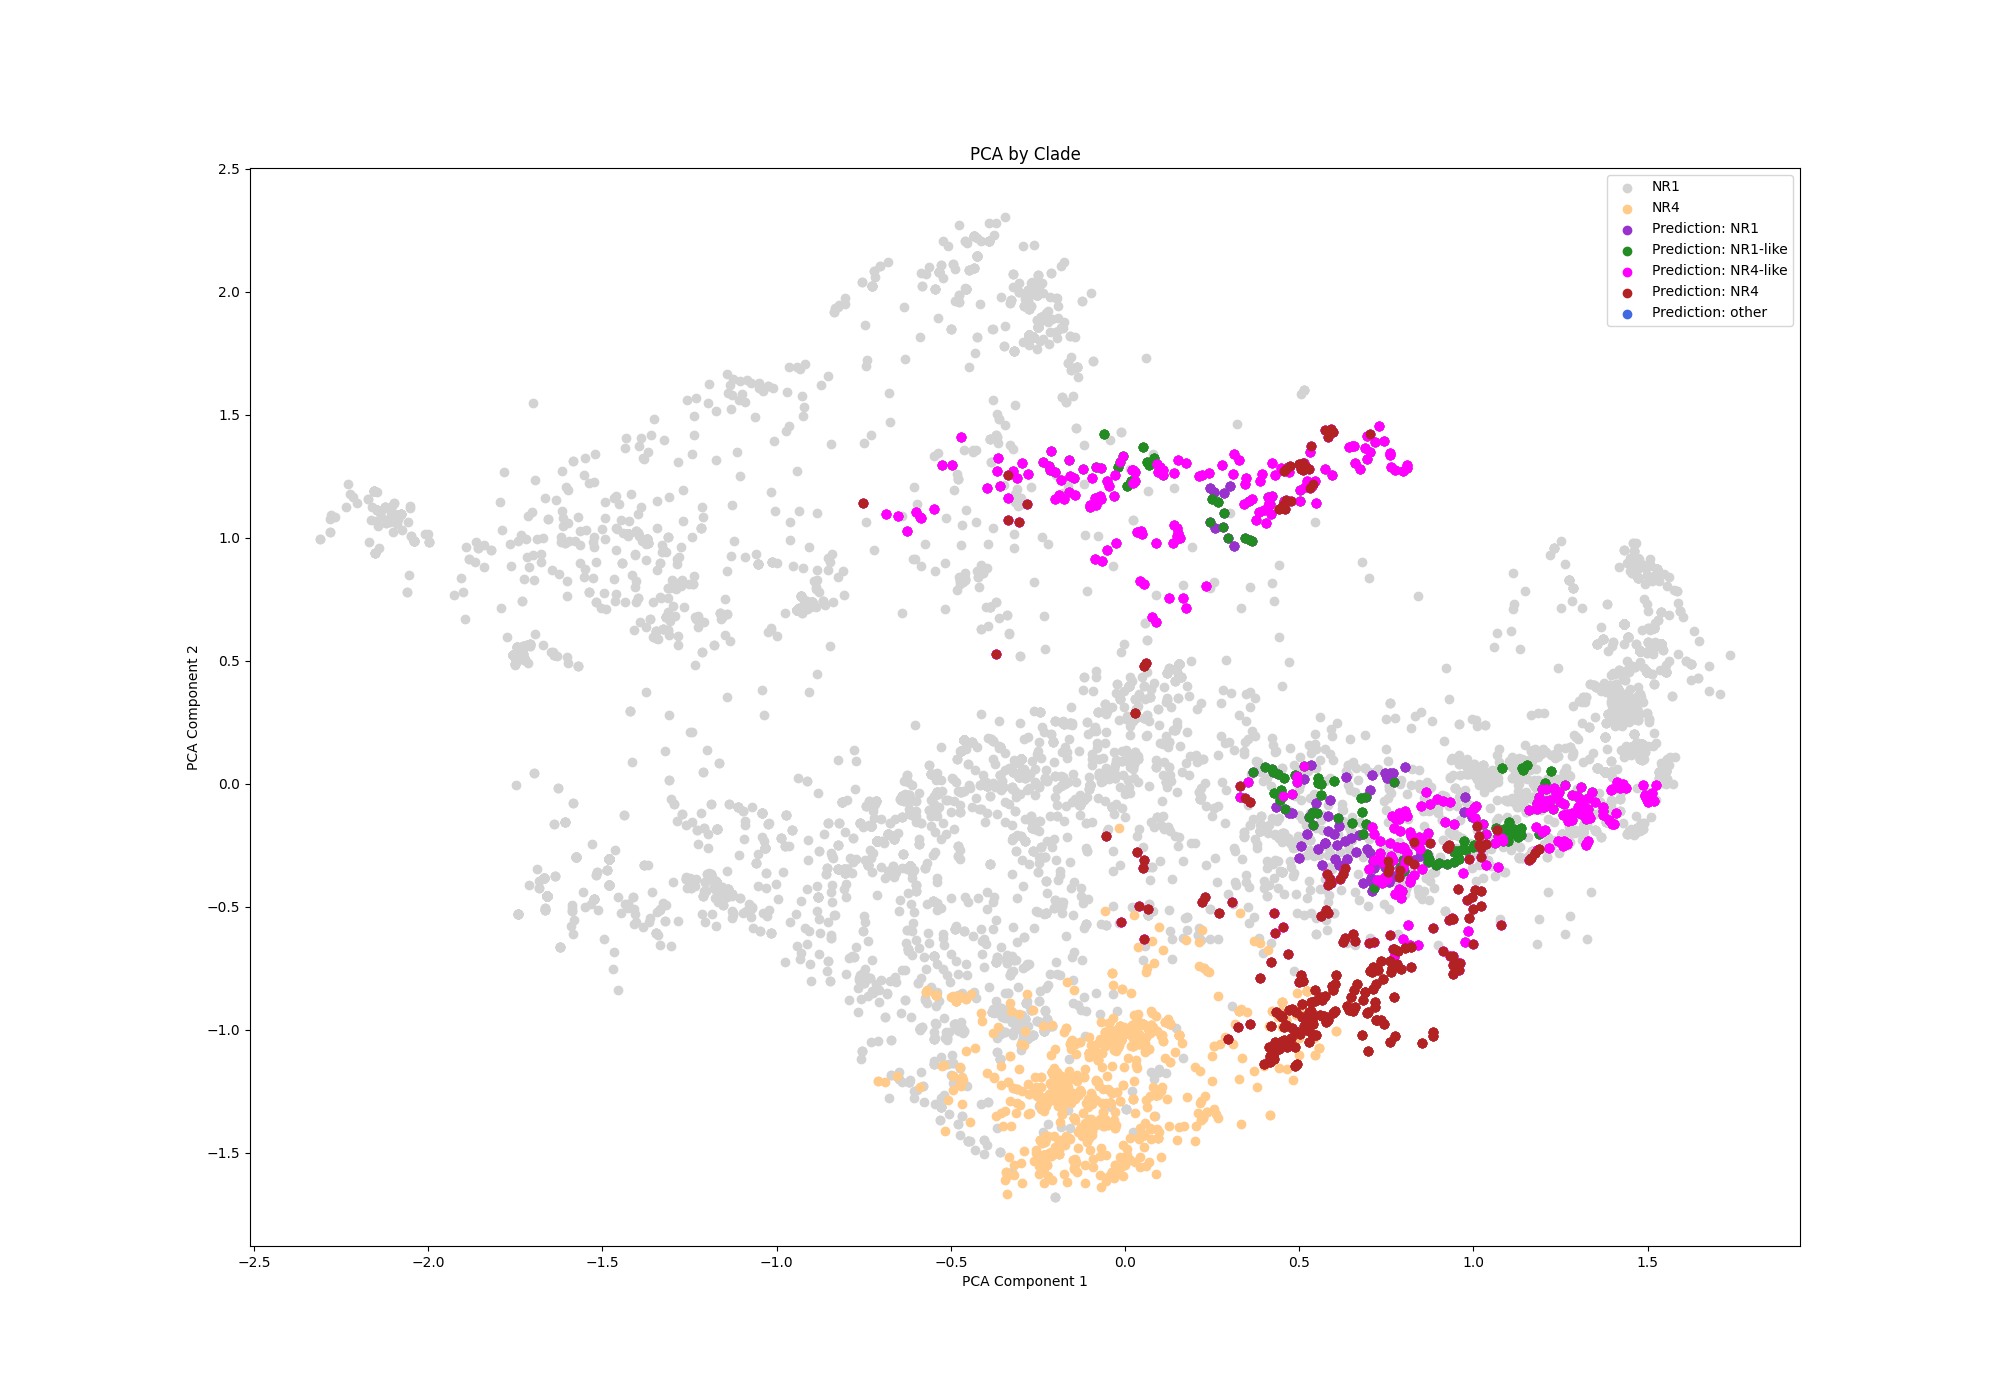 PCA by Clade
2.5
2.0
1.5
1.0
0.5
0.0
−0.5
−1.0
−1.5
PCA Component 2
NR1
NR4
Prediction: NR1
Prediction: NR1-like
Prediction: NR4-like
Prediction: NR4
Prediction: other
−2.5 −2.0 −1.5 −1.0 −0.5 0.0 0.5 1.0 1.5
PCA Component 1